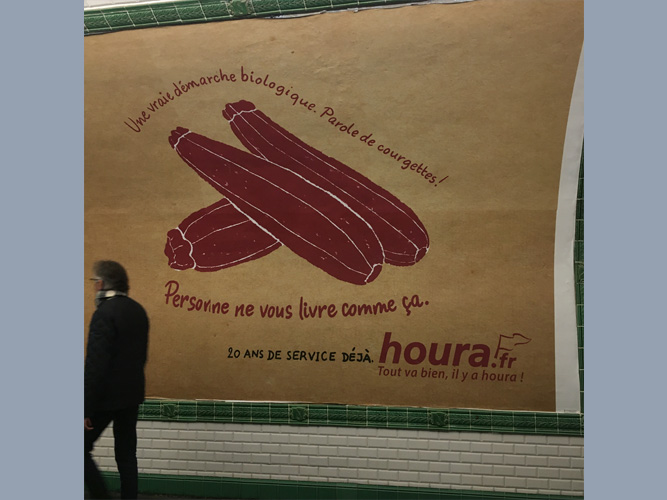 Une vraie démarche biologique. Parole de courgettes!
Personne ne vous livre comme ça.
20 ANS DE SERVICE DÉJÀ.
houra.fr
Tout va bien, il y a houra !